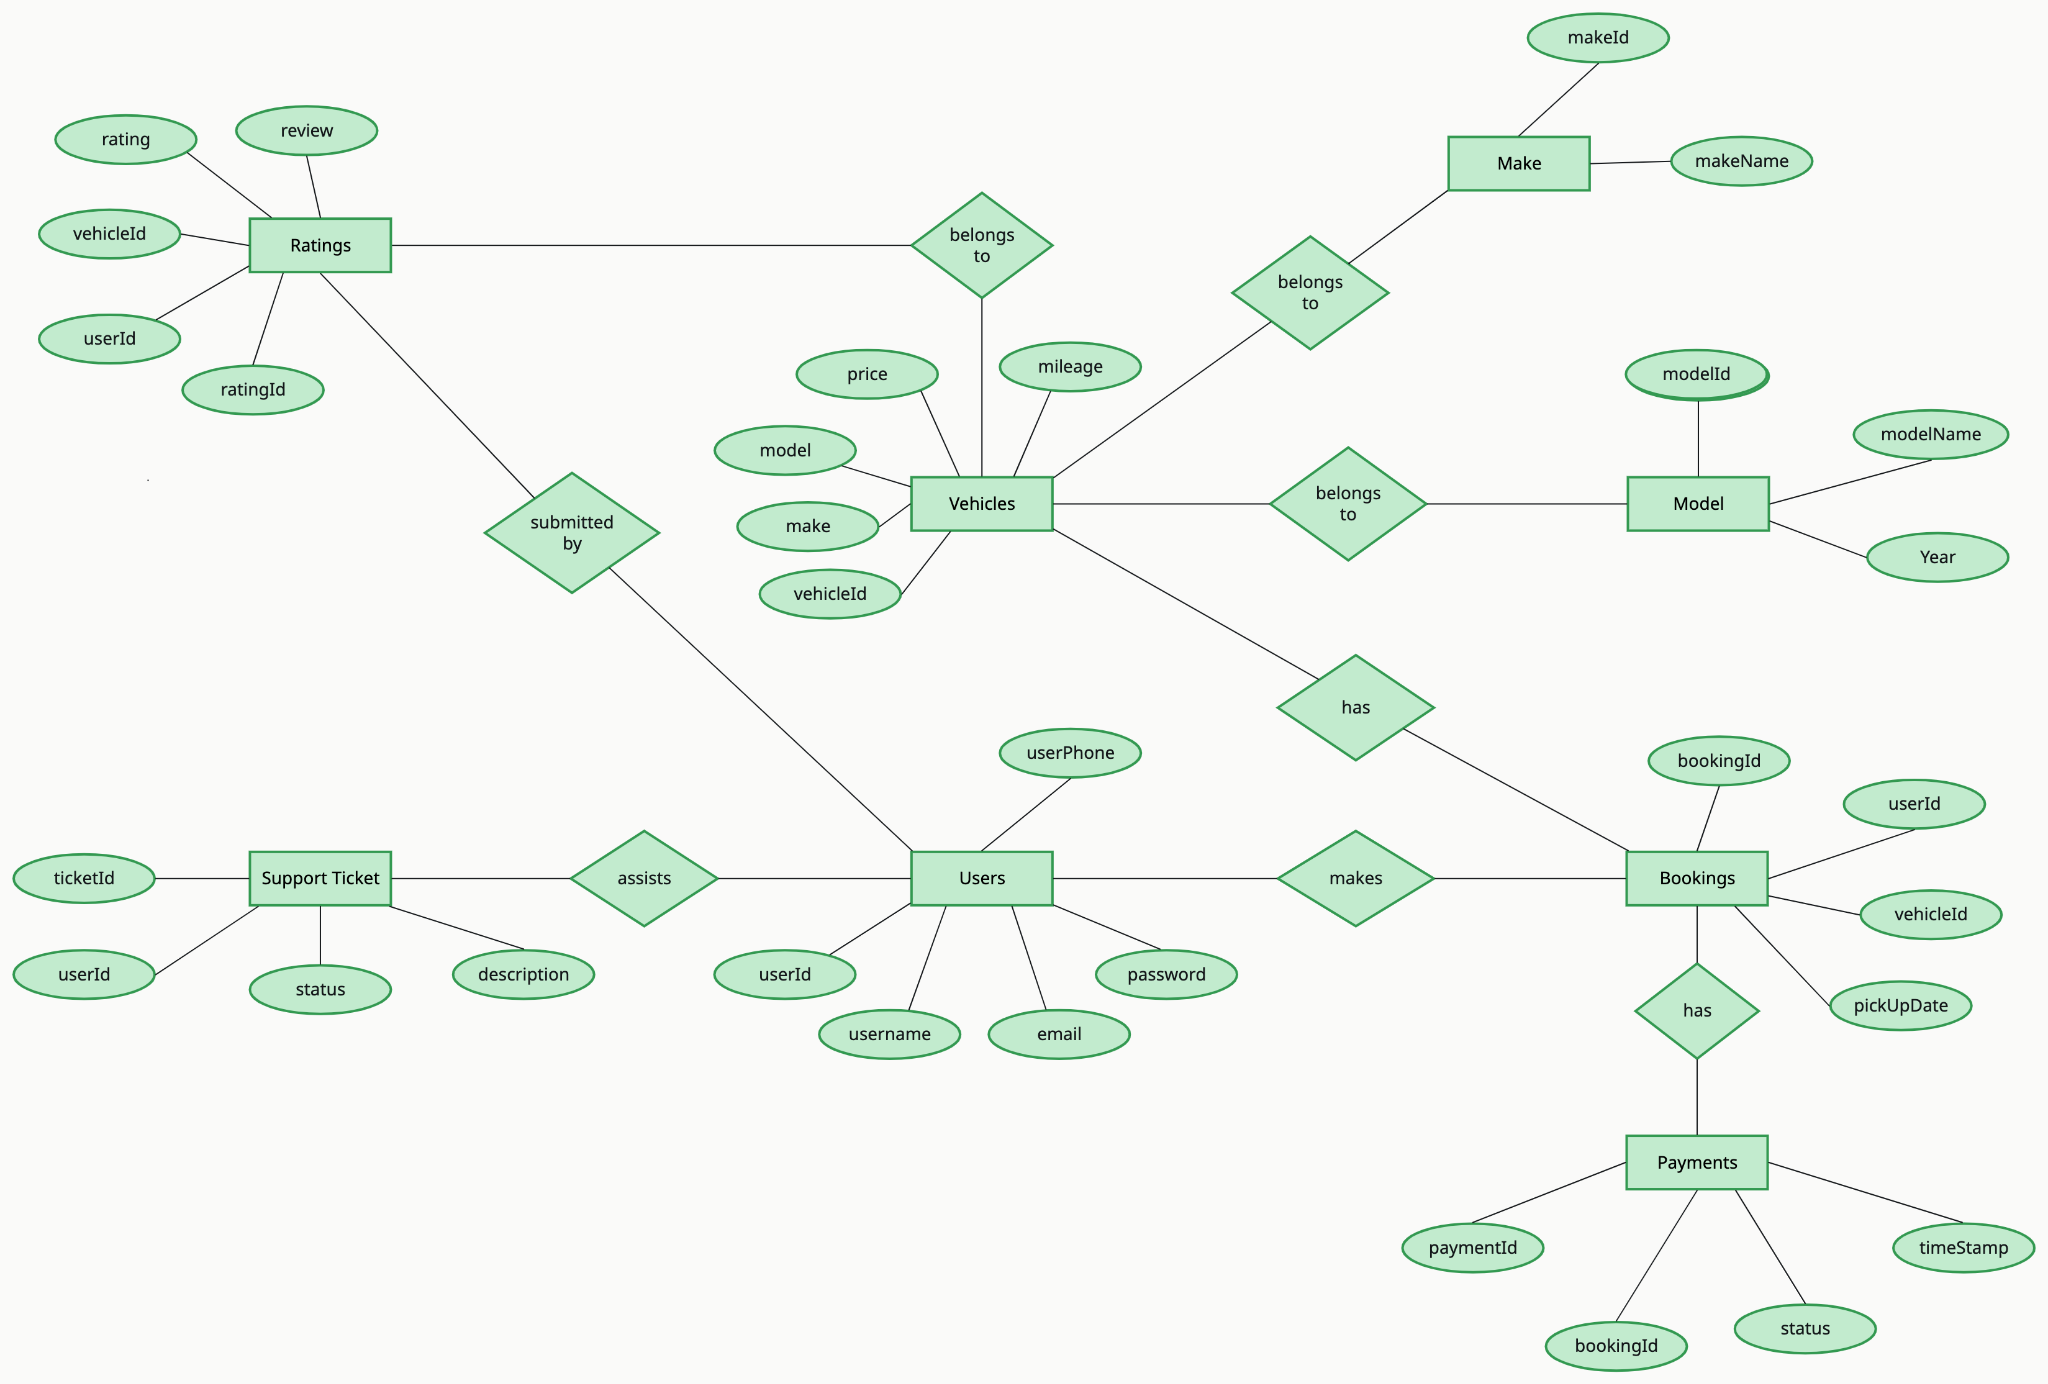 makeId
rating
review
Make
makeName
vehicleId
Ratings
belongs
to
belongs
to
userId
ratingId
price
mileage
modelId
modelName
model
Vehicles
belongs
to
Model
make
submitted
by
Year
vehicleId
has
userPhone
bookingId
userId
ticketId
Support Ticket
assists
Users
makes
Bookings
vehicleId
userId
status
description
userId
password
username
email
has
pickUpDate
Payments
paymentId
timeStamp
bookingId
status